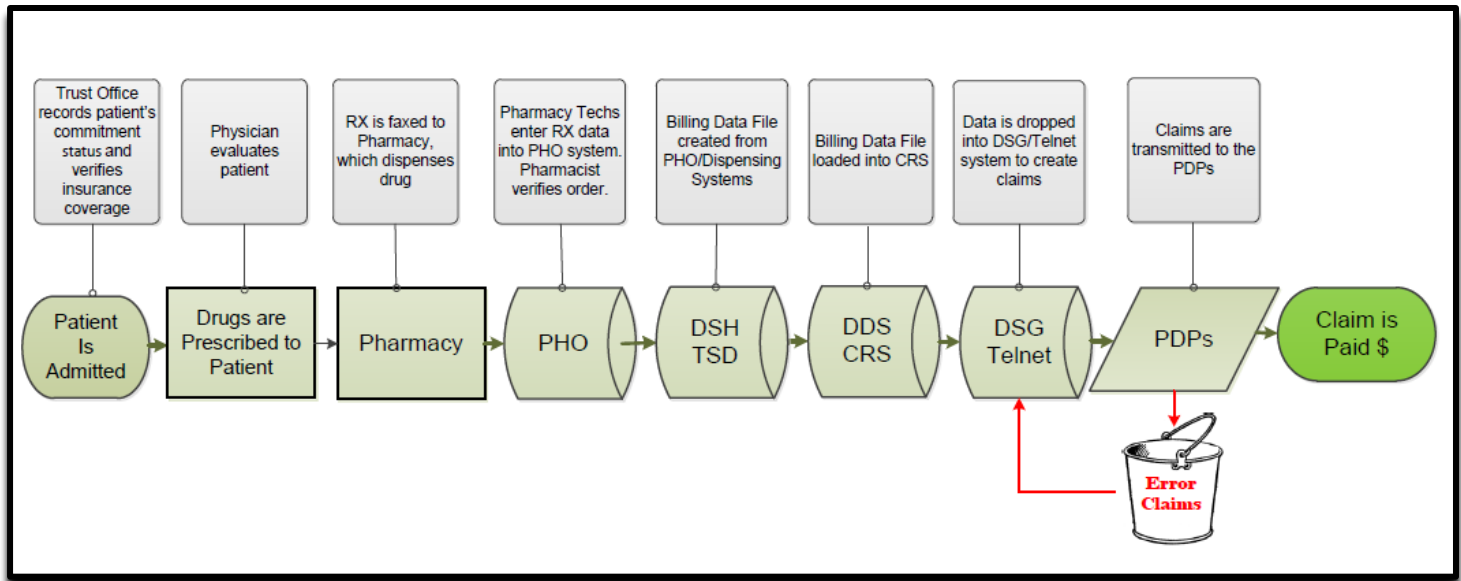 Trust Office
records patient's
commitment
status and
verifies
insurance
coverage
Physician
evaluates
patient
RX is faxed to
Pharmacy,
which dispenses
drug
Pharmacy Techs
enter RX data
into PHO system.
Pharmacist
verifies order.
Billing Data File
created from
PHO/Dispensing
Systems
Billing Data File
loaded into CRS
Data is dropped
into DSG/Telnet
system to create
claims
Claims are
transmitted to the
PDPs
Patient
Is
Admitted
Drugs are
Prescribed to
Patient
Pharmacy
PHO
DSH
TSD
DDS
CRS
DSG
Telnet
PDPs
Claim is
Paid $
Error
Claims